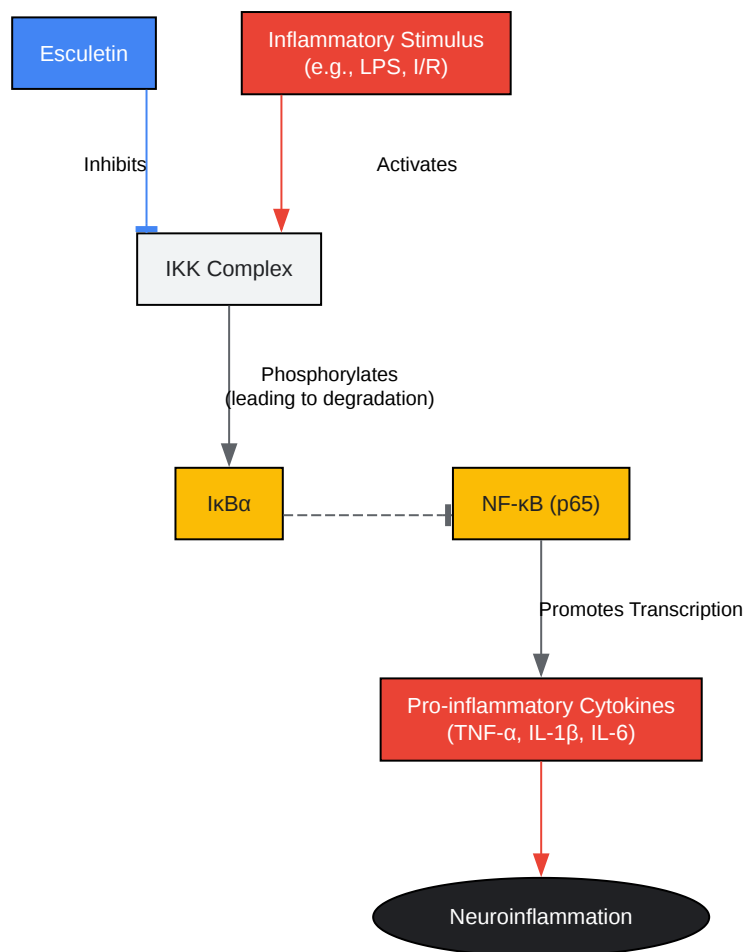 Esculetin
Inflammatory Stimulus
(e.g., LPS, I/R)
Inhibits
Activates
IKK Complex
Phosphorylates
(leading to degradation)
IκBα
NF-κB (p65)
Promotes Transcription
Pro-inflammatory Cytokines
(TNF-α, IL-1β, IL-6)
Neuroinflammation